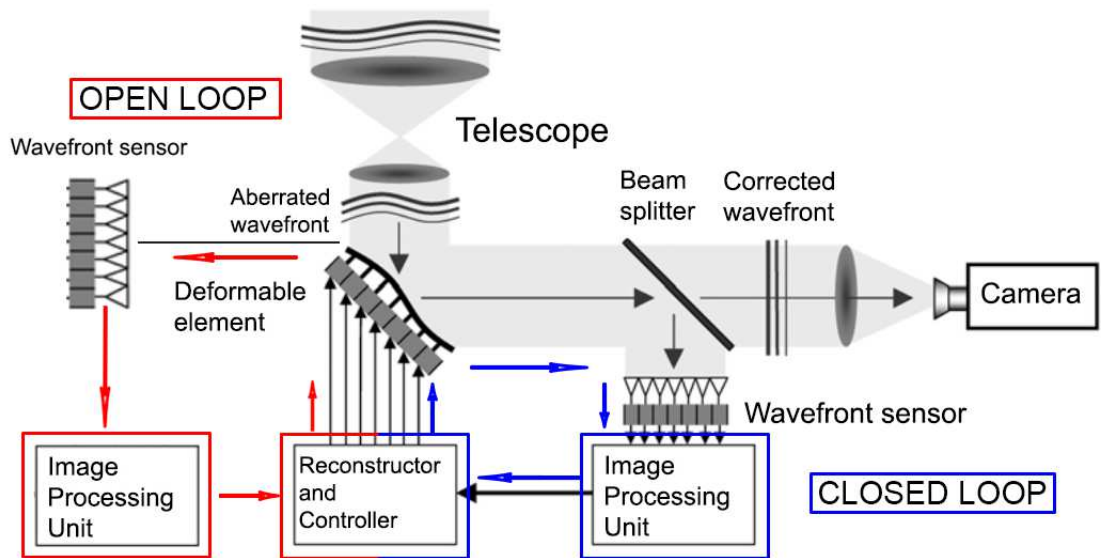 OPEN LOOP
Wavefront sensor
Telescope
Aberrated
wavefront
Deformable
element
Beam
splitter
Corrected
wavefront
Camera
Wavefront sensor
Image
Processing
Unit
Reconstructor
and
Controller
Image
Processing
Unit
CLOSED LOOP